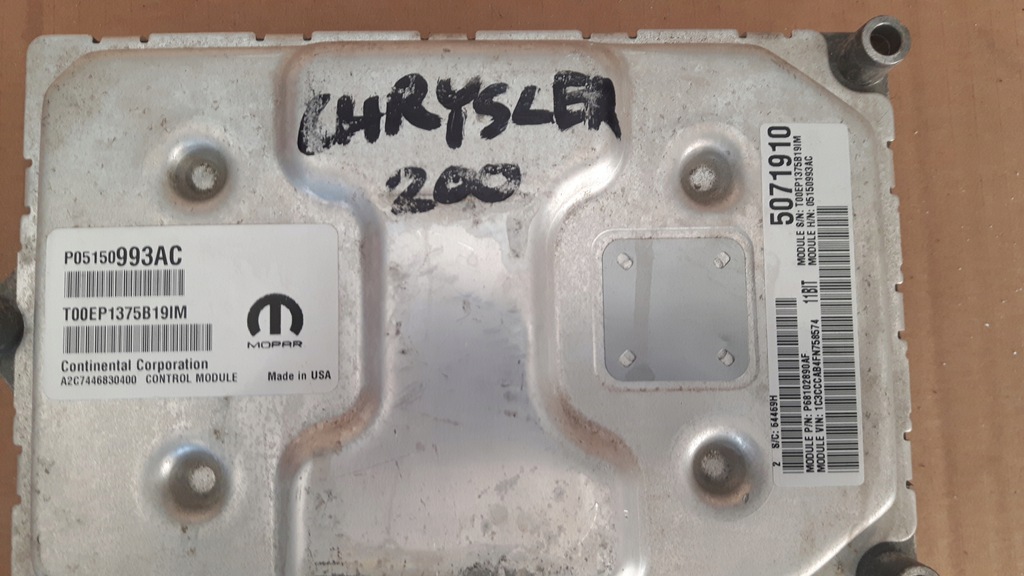 CHRYSLER
200
P05150993AC
T00EP1375B19IM
MOPAR
Continental Corporation
A2C7446830400 CONTROL MODULE Made in USA
5071910
MODULE S/N: T00EP1375B19IM
MODULE H/N: 05150993AC
11BIT
2 S/C: 64469H
MODULE P/N: P68102890AF
MODULE VIN: 1C3CCCAB4FN758574